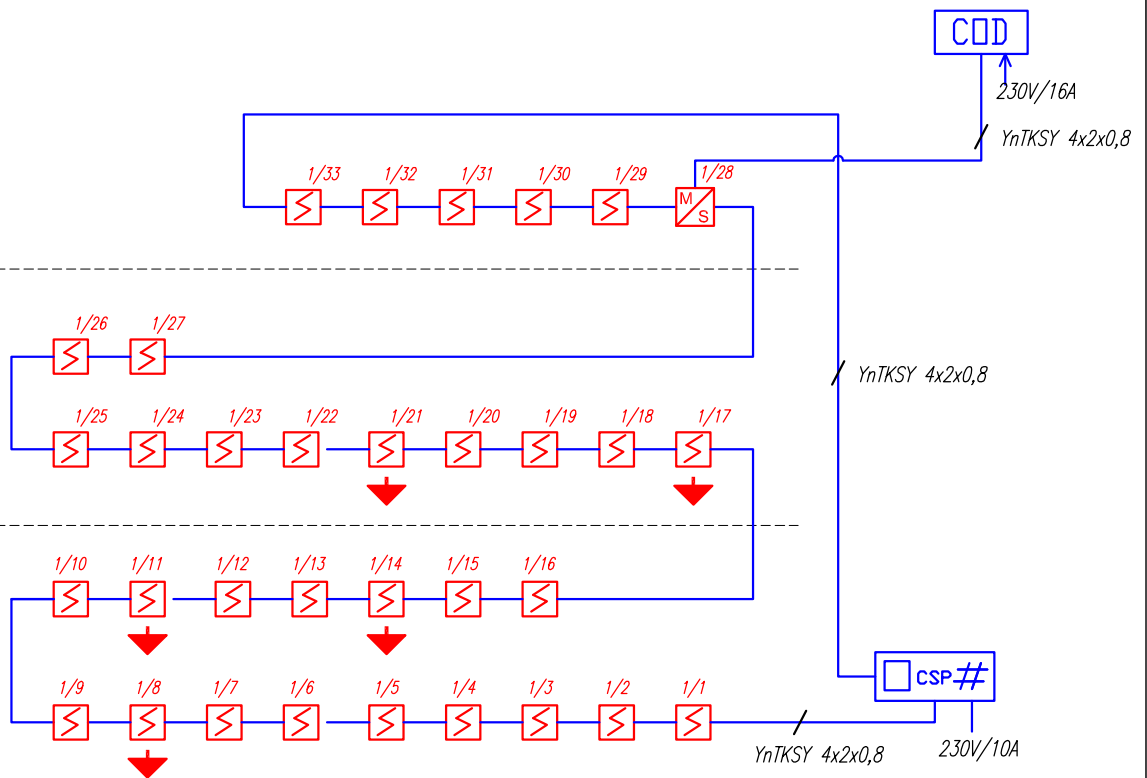 COD
230V/16A
YnTKSY 4x2x0,8
1/33 1/32 1/31 1/30 1/29 1/28
M
S
1/26 1/27
YnTKSY 4x2x0,8
1/25 1/24 1/23 1/22 1/21 1/20 1/19 1/18 1/17
1/10 1/11 1/12 1/13 1/14 1/15 1/16
CSP #
1/9 1/8 1/7 1/6 1/5 1/4 1/3 1/2 1/1
YnTKSY 4x2x0,8
230V/10A